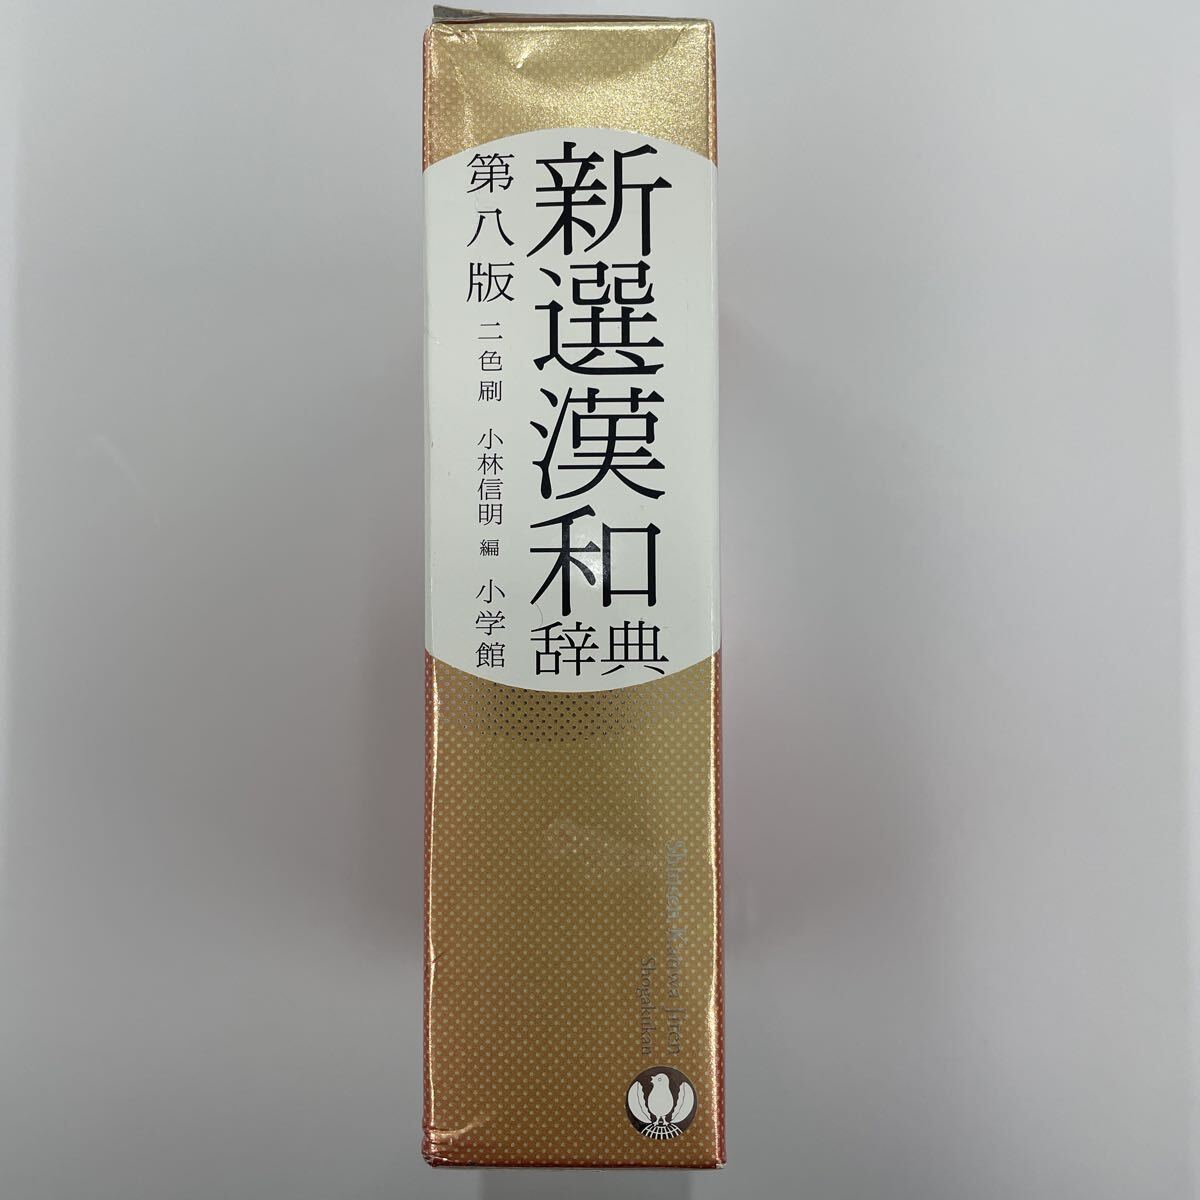 新選漢和辞典
第八版 二色刷 小林信明 編 小学館
Shinsen Kanwa Jiten
Shogakukan